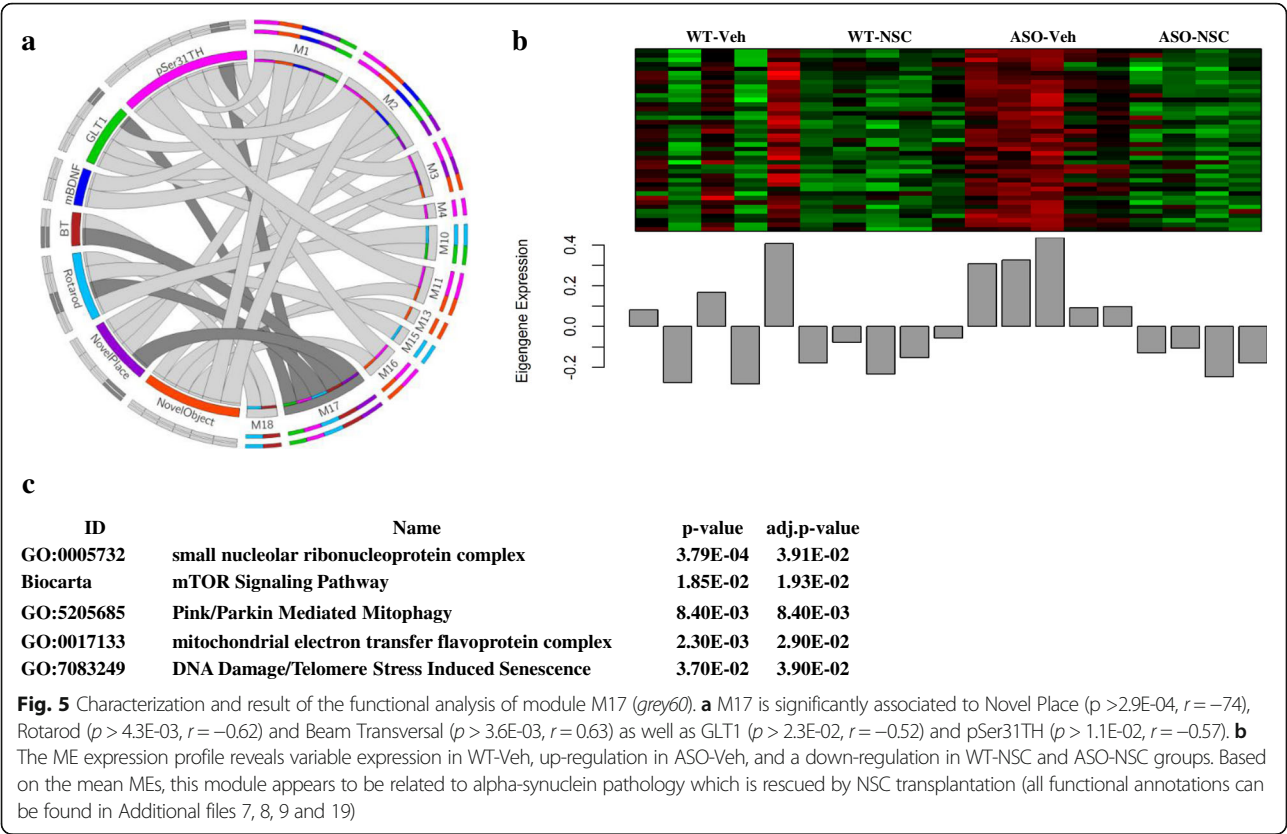 a
pSer31TH
GLT1
mBDNF
BT
Rotarod
NovelPlace
NovelObject
M1
M2
M3
M4
M10
M11
M13
M15
M16
M17
M18
b
WT-Veh WT-NSC ASO-Veh ASO-NSC
Eigengene Expression
0.4
0.2
0.0
-0.2
c
ID Name p-value adj.p-value
GO:0005732 small nucleolar ribonucleoprotein complex 3.79E-04 3.91E-02
Biocarta mTOR Signaling Pathway 1.85E-02 1.93E-02
GO:5205685 Pink/Parkin Mediated Mitophagy 8.40E-03 8.40E-03
GO:0017133 mitochondrial electron transfer flavoprotein complex 2.30E-03 2.90E-02
GO:7083249 DNA Damage/Telomere Stress Induced Senescence 3.70E-02 3.90E-02
Fig. 5 Characterization and result of the functional analysis of module M17 (grey60). a M17 is significantly associated to Novel Place (p >2.9E-04, r = −74),
Rotarod (p > 4.3E-03, r = −0.62) and Beam Transversal (p > 3.6E-03, r = 0.63) as well as GLT1 (p > 2.3E-02, r = −0.52) and pSer31TH (p > 1.1E-02, r = −0.57). b
The ME expression profile reveals variable expression in WT-Veh, up-regulation in ASO-Veh, and a down-regulation in WT-NSC and ASO-NSC groups. Based
on the mean MEs, this module appears to be related to alpha-synuclein pathology which is rescued by NSC transplantation (all functional annotations can
be found in Additional files 7, 8, 9 and 19)